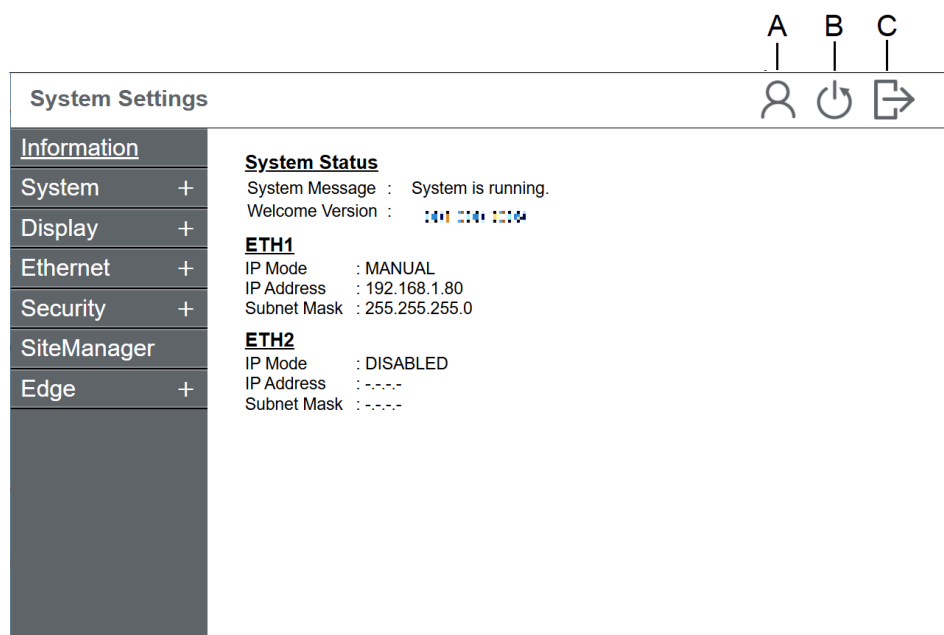 A B C
System Settings
Information
System +
Display +
Ethernet +
Security +
SiteManager
Edge +
System Status
System Message : System is running.
Welcome Version :
ETH1
IP Mode : MANUAL
IP Address : 192.168.1.80
Subnet Mask : 255.255.255.0
ETH2
IP Mode : DISABLED
IP Address : -.-.-.-
Subnet Mask : -.-.-.-